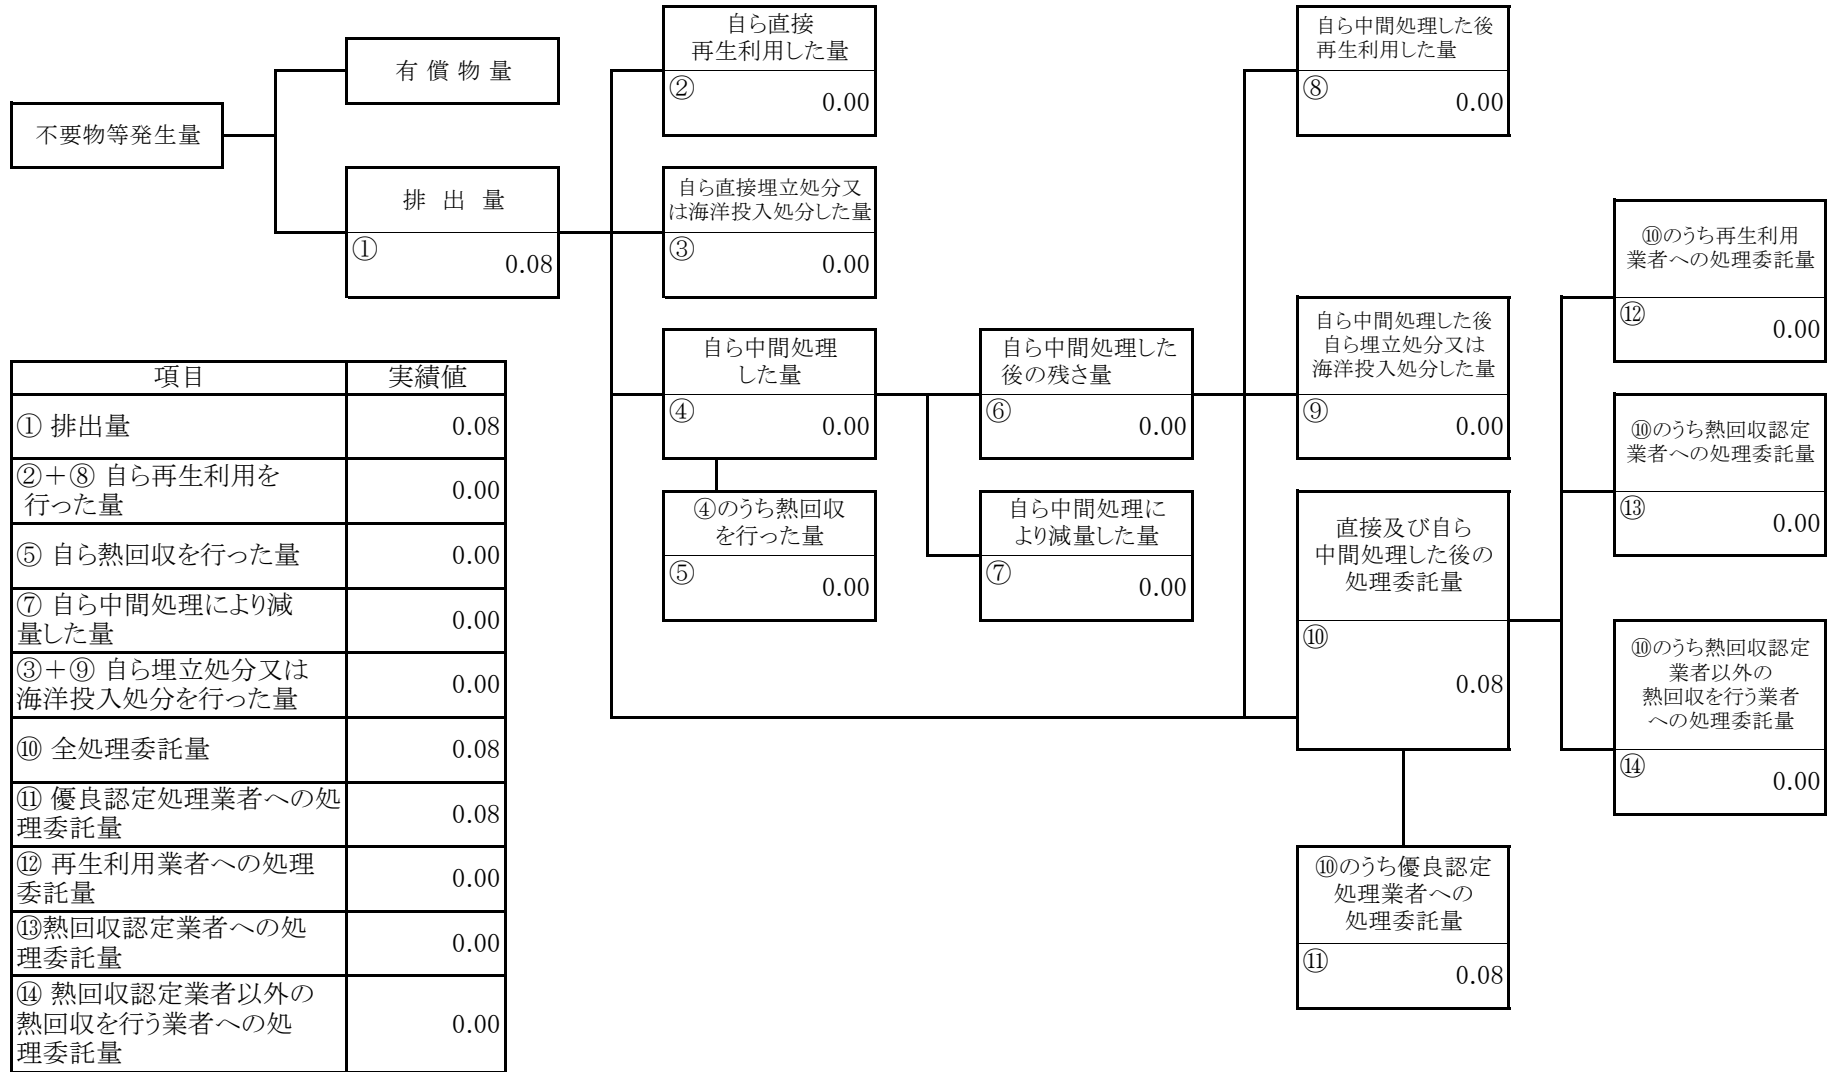 自ら直接
再生利用した量
②
0.00
自ら中間処理した後
再生利用した量
⑧
0.00
有 償 物 量
不要物等発生量
排 出 量
①
0.08
自ら直接埋立処分又
は海洋投入処分した量
③
0.00
⑩のうち再生利用
業者への処理委託量
⑫
0.00
自ら中間処理
した量
④
0.00
自ら中間処理した
後の残さ量
⑥
0.00
自ら中間処理した後
自ら埋立処分又は
海洋投入処分した量
⑨
0.00
⑩のうち熱回収認定
業者への処理委託量
⑬
0.00
④のうち熱回収
を行った量
⑤
0.00
自ら中間処理に
より減量した量
⑦
0.00
直接及び自ら
中間処理した後の
処理委託量
⑩
0.08
⑩のうち熱回収認定
業者以外の
熱回収を行う業者
への処理委託量
⑭
0.00
⑩のうち優良認定
処理業者への
処理委託量
⑪
0.08
項目 実績値
① 排出量 0.08
②＋⑧ 自ら再生利用を
行った量
0.00
⑤ 自ら熱回収を行った量 0.00
⑦ 自ら中間処理により減
量した量
0.00
③＋⑨ 自ら埋立処分又は
海洋投入処分を行った量
0.00
⑩ 全処理委託量 0.08
⑪ 優良認定処理業者への処
理委託量
0.08
⑫ 再生利用業者への処理
委託量
0.00
⑬熱回収認定業者への処
理委託量
0.00
⑭ 熱回収認定業者以外の
熱回収を行う業者への処
理委託量
0.00